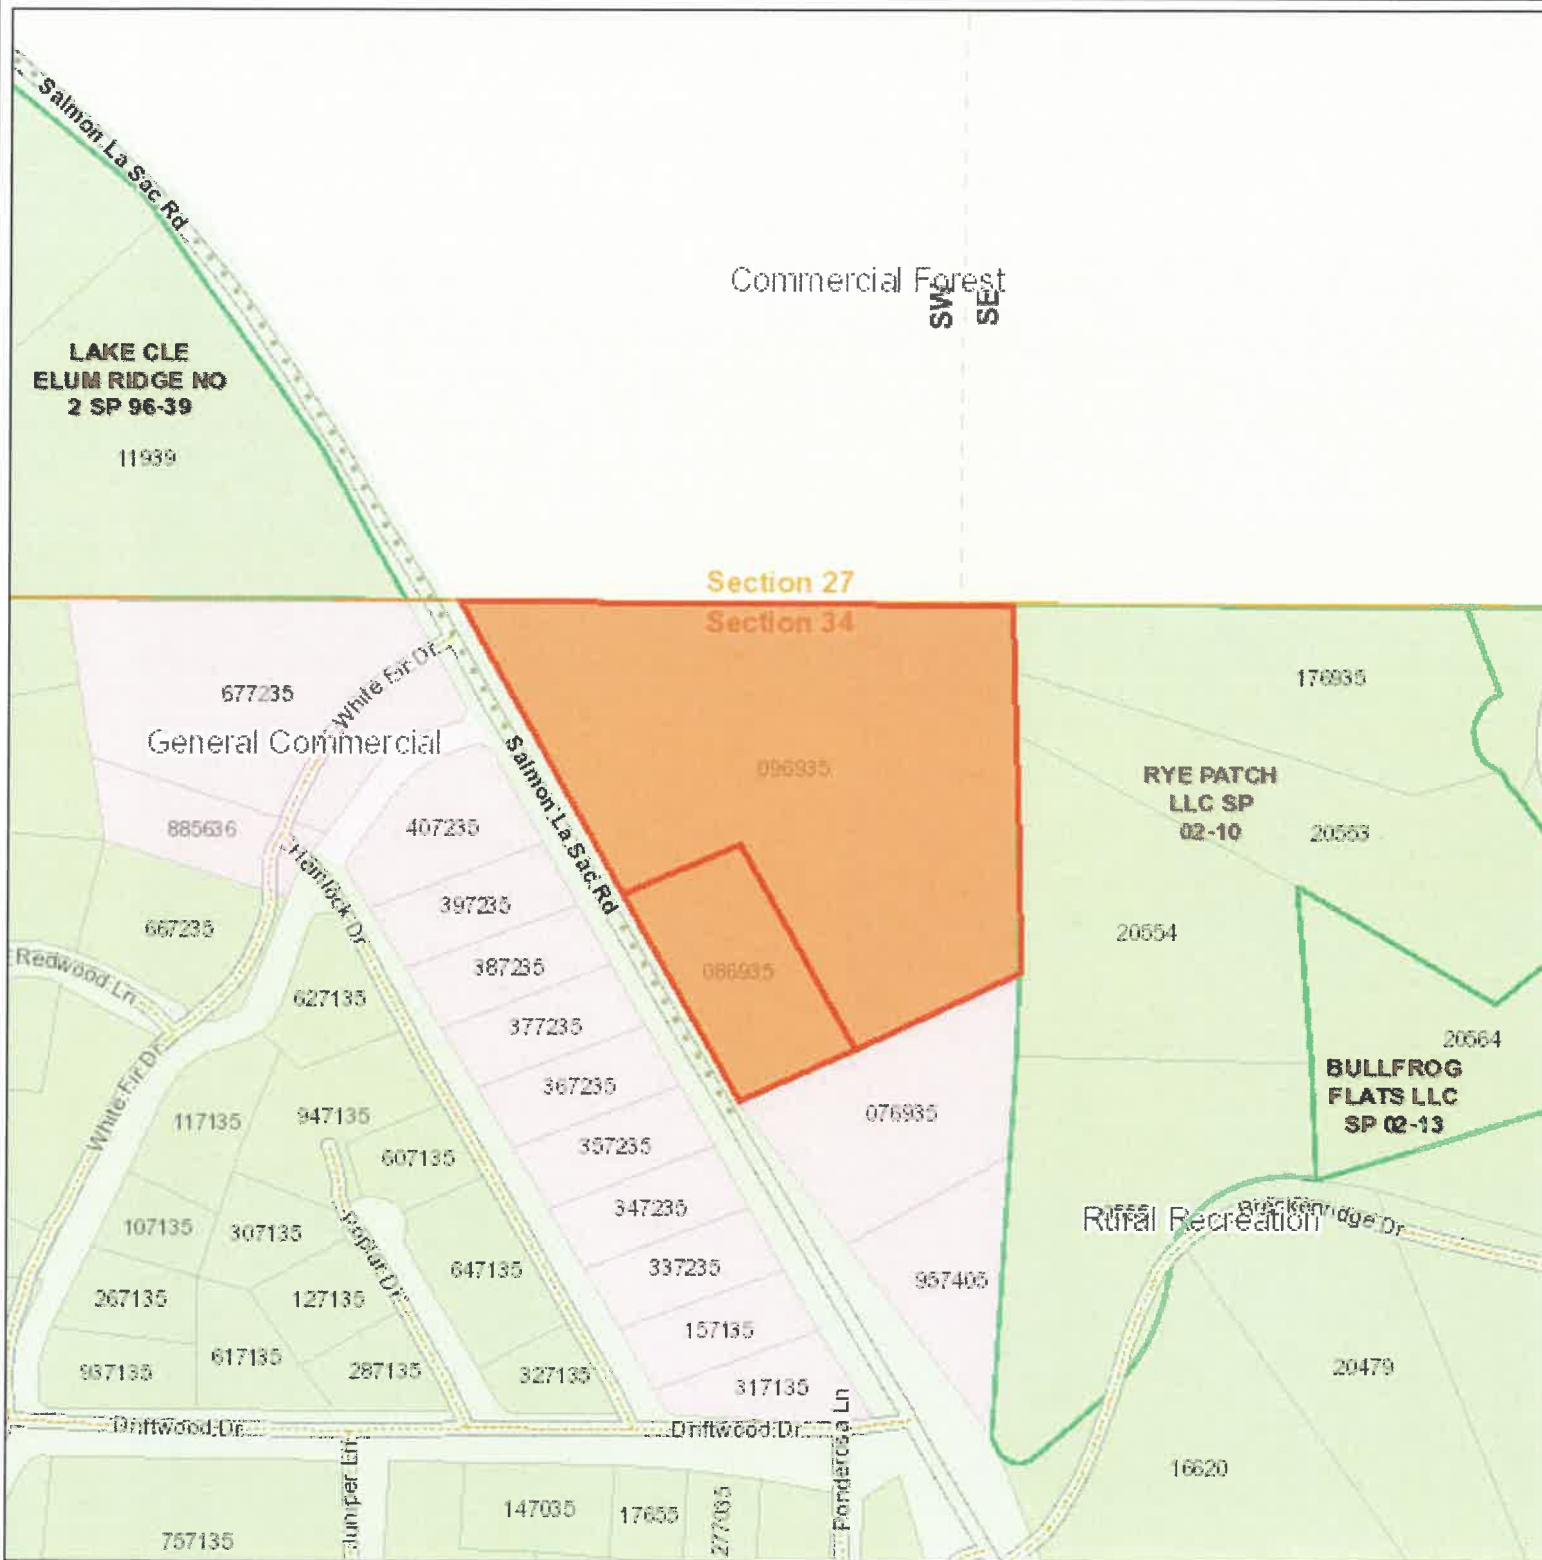 Salmon La Sac Rd
Commercial Forest
SW
SE
LAKE CLE
ELUM RIDGE NO
2 SP 96-39
11939
Section 27
Section 34
677235
White Fir Dr
General Commercial
176935
096935
Salmon La Sac Rd
RYE PATCH
LLC SP
02-10
885636
407235
20553
Hemlock Dr
397235
667235
20554
Redwood Ln
387235
086935
627135
377235
20564
White Fir Dr
367235
BULLFROG
FLATS LLC
SP 02-13
947135
117135
076935
357235
607135
347235
107135
307135
Poplar Dr
Rural Recreation
Breckenridge Dr
647135
337235
957405
267135
127135
157135
617135
937135
287135
327135
20479
317135
Driftwood Dr
Driftwood Dr
Ponderosa Ln
Juniper Ln
16620
147035
17655
277035
757135